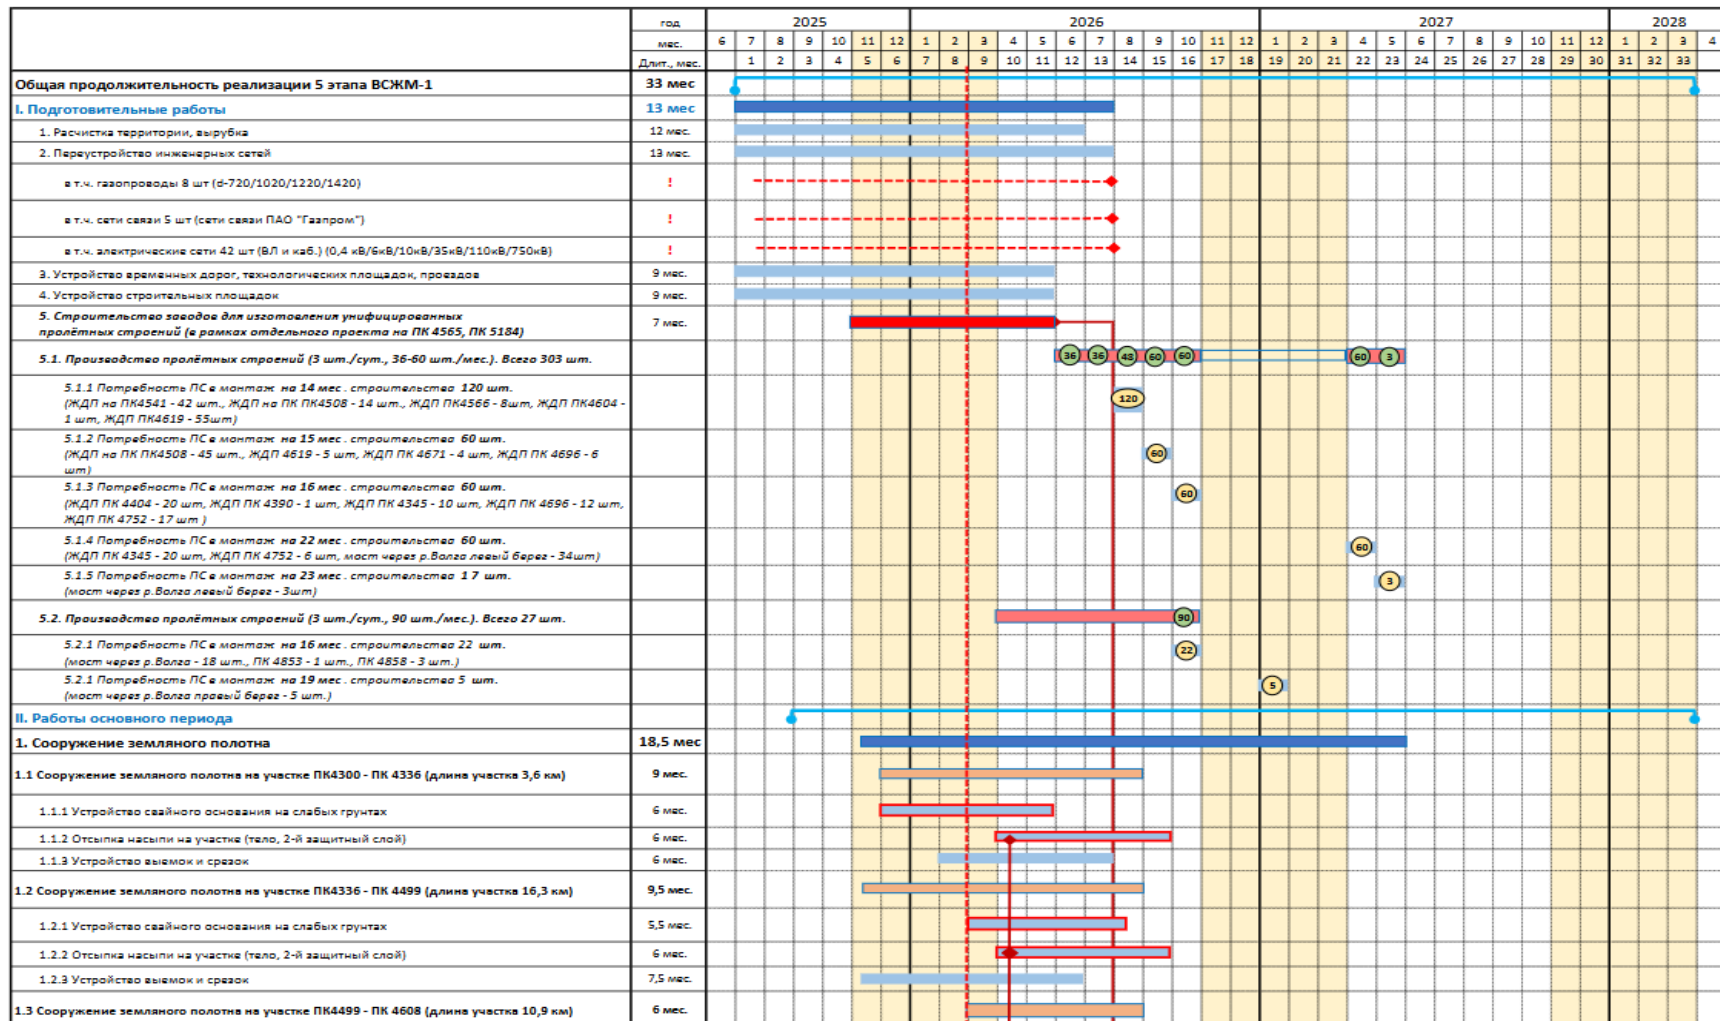 год 2025 2026 2027 2028
мес. 6 7 8 9 10 11 12 1 2 3 4 5 6 7 8 9 10 11 12 1 2 3 4 5 6 7 8 9 10 11 12 1 2 3 4
Длит., мес. 1 2 3 4 5 6 7 8 9 10 11 12 13 14 15 16 17 18 19 20 21 22 23 24 25 26 27 28 29 30 31 32 33
Общая продолжительность реализации 5 этапа ВСЖМ-1 33 мес
I. Подготовительные работы 13 мес
1. Расчистка территории, вырубка 12 мес.
2. Переустройство инженерных сетей 13 мес.
в т.ч. газопроводы 8 шт (d-720/1020/1220/1420) !
в т.ч. сети связи 5 шт (сети связи ПАО "Газпром") !
в т.ч. электрические сети 42 шт (ВЛ и каб.) (0,4 кВ/6кВ/10кВ/35кВ/110кВ/750кВ) !
3. Устройство временных дорог, технологических площадок, проездов 9 мес.
4. Устройство строительных площадок 9 мес.
5. Строительство заводов для изготовления унифицированных
пролётных строений (в рамках отдельного проекта на ПК 4565, ПК 5184) 7 мес.
5.1. Производство пролётных строений (3 шт./сут., 36-60 шт./мес.). Всего 303 шт. 36 36 48 60 60 60 3
5.1.1 Потребность ПС в монтаж на 14 мес. строительства 120 шт.
(ЖДП на ПК4541 - 42 шт., ЖДП на ПК ПК4508 - 14 шт., ЖДП ПК4566 - 8шт, ЖДП ПК4604 -
1 шт, ЖДП ПК4619 - 55шт) 120
5.1.2 Потребность ПС в монтаж на 15 мес. строительства 60 шт.
(ЖДП на ПК ПК4508 - 45 шт., ЖДП 4619 - 5 шт, ЖДП ПК 4671 - 4 шт, ЖДП ПК 4696 - 6
шт) 60
5.1.3 Потребность ПС в монтаж на 16 мес. строительства 60 шт.
(ЖДП ПК 4404 - 20 шт, ЖДП ПК 4390 - 1 шт, ЖДП ПК 4345 - 10 шт, ЖДП ПК 4696 - 12 шт,
ЖДП ПК 4752 - 17 шт ) 60
5.1.4 Потребность ПС в монтаж на 22 мес. строительства 60 шт.
(ЖДП ПК 4345 - 20 шт, ЖДП ПК 4752 - 6 шт, мост через р.Волга левый берег - 34шт) 60
5.1.5 Потребность ПС в монтаж на 23 мес. строительства 1 7 шт.
(мост через р.Волга левый берег - 3шт) 3
5.2. Производство пролётных строений (3 шт./сут., 90 шт./мес.). Всего 27 шт. 90
5.2.1 Потребность ПС в монтаж на 16 мес. строительства 22 шт.
(мост через р.Волга - 18 шт., ПК 4853 - 1 шт., ПК 4858 - 3 шт.) 22
5.2.1 Потребность ПС в монтаж на 19 мес. строительства 5 шт.
(мост через р.Волга правый берег - 5 шт.) 5
II. Работы основного периода
1. Сооружение земляного полотна 18,5 мес
1.1 Сооружение земляного полотна на участке ПК4300 - ПК 4336 (длина участка 3,6 км) 9 мес.
1.1.1 Устройство свайного основания на слабых грунтах 6 мес.
1.1.2 Отсыпка насыпи на участке (тело, 2-й защитный слой) 6 мес.
1.1.3 Устройство выемок и срезок 6 мес.
1.2 Сооружение земляного полотна на участке ПК4336 - ПК 4499 (длина участка 16,3 км) 9,5 мес.
1.2.1 Устройство свайного основания на слабых грунтах 5,5 мес.
1.2.2 Отсыпка насыпи на участке (тело, 2-й защитный слой) 6 мес.
1.2.3 Устройство выемок и срезок 7,5 мес.
1.3 Сооружение земляного полотна на участке ПК4499 - ПК 4608 (длина участка 10,9 км) 6 мес.